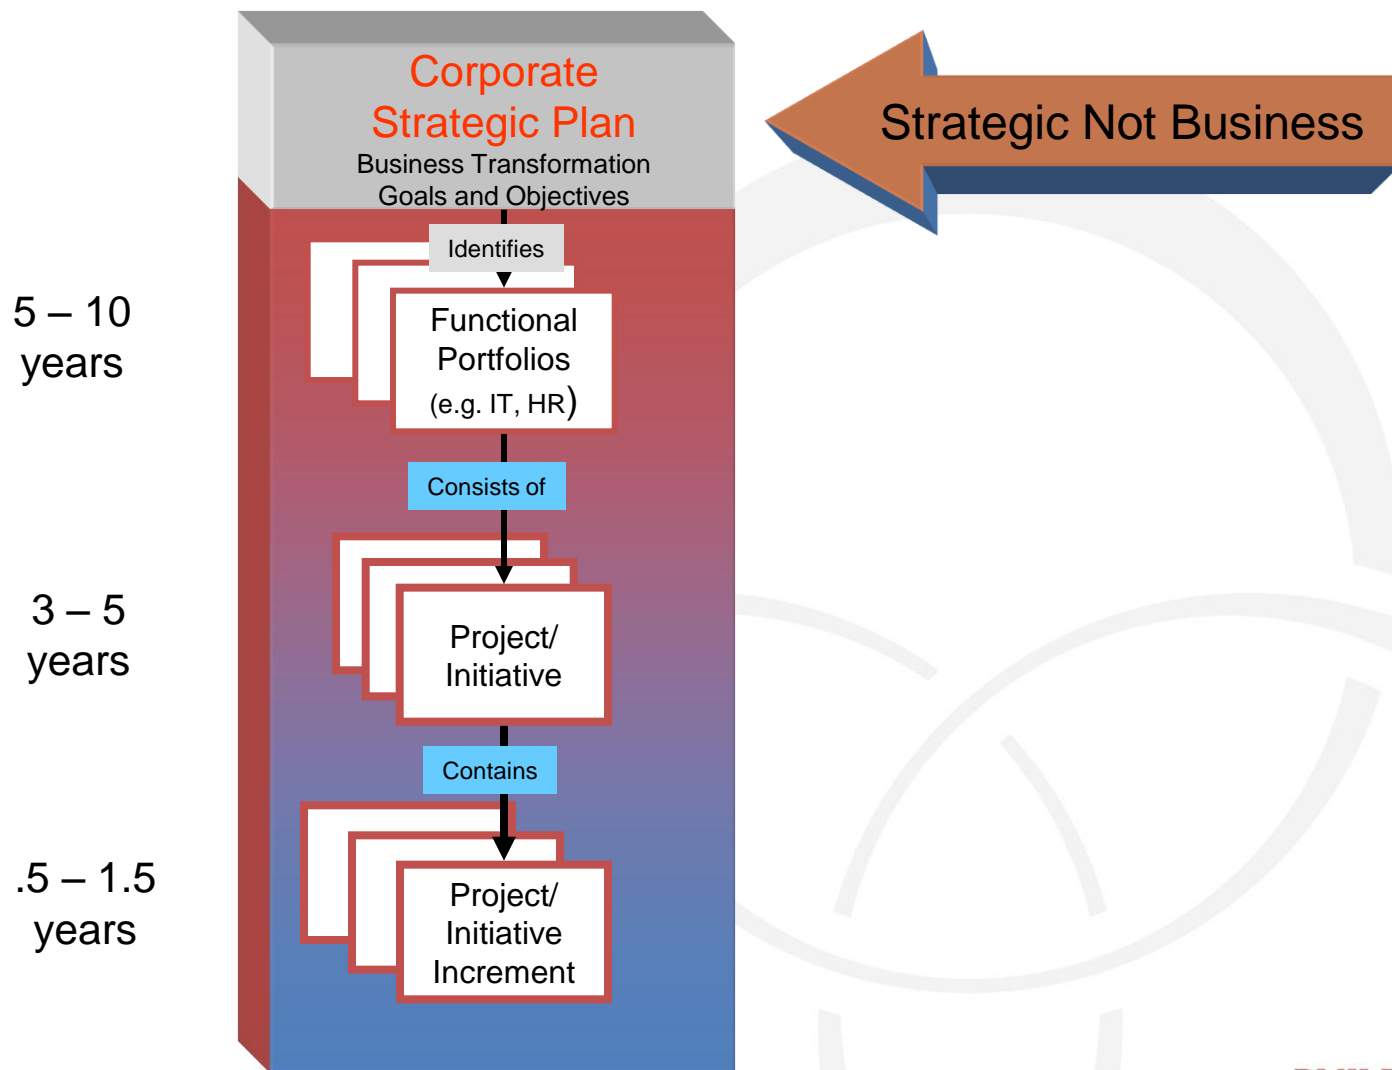 Corporate
Strategic Plan
Business Transformation
Goals and Objectives
Strategic Not Business
Identifies
5 – 10
years
Functional
Portfolios
(e.g. IT, HR)
Consists of
3 – 5
years
Project/
Initiative
Contains
.5 – 1.5
years
Project/
Initiative
Increment